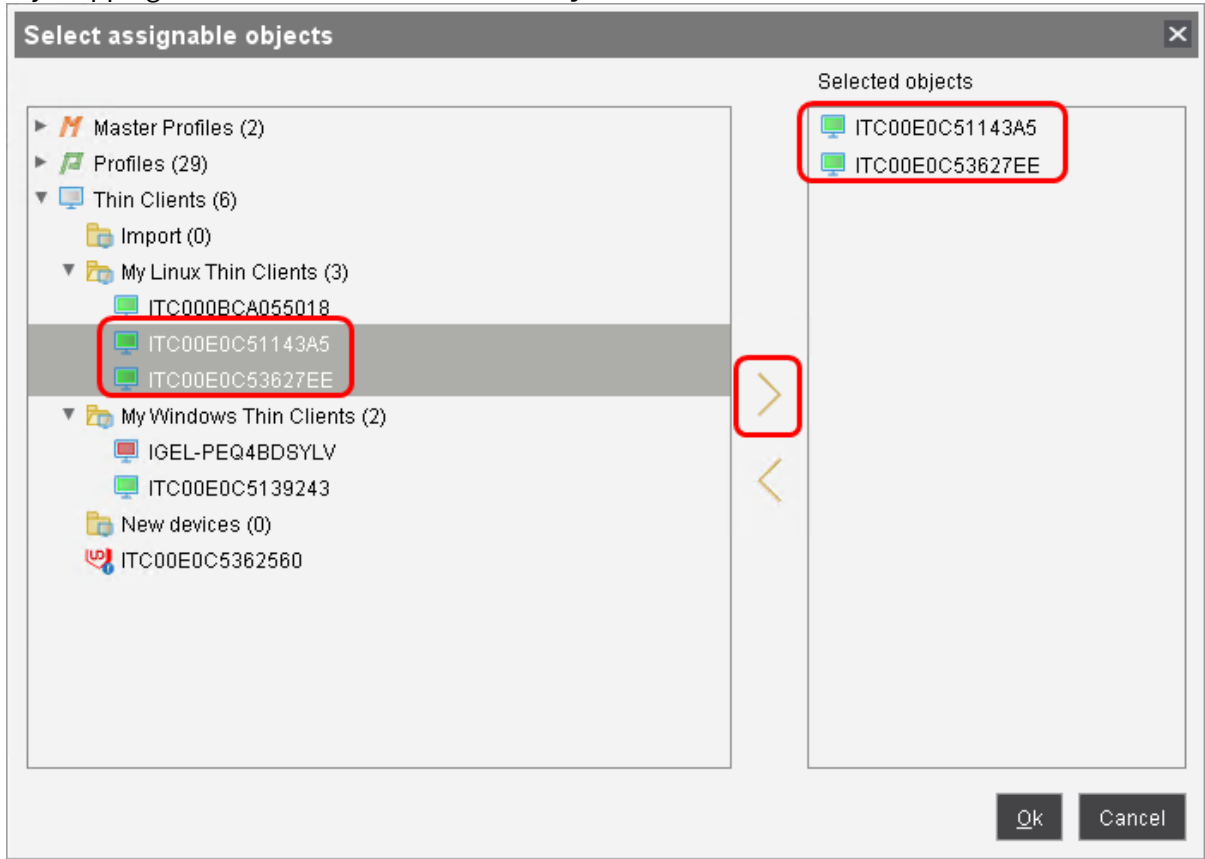 Select assignable objects
Selected objects
Master Profiles (2)
Profiles (29)
Thin Clients (6)
Import (0)
My Linux Thin Clients (3)
ITC000BCA055018
ITC00E0C51143A5
ITC00E0C53627EE
My Windows Thin Clients (2)
IGEL-PEQ4BDSYLV
ITC00E0C5139243
New devices (0)
ITC00E0C5362560
ITC00E0C51143A5
ITC00E0C53627EE
Ok
Cancel